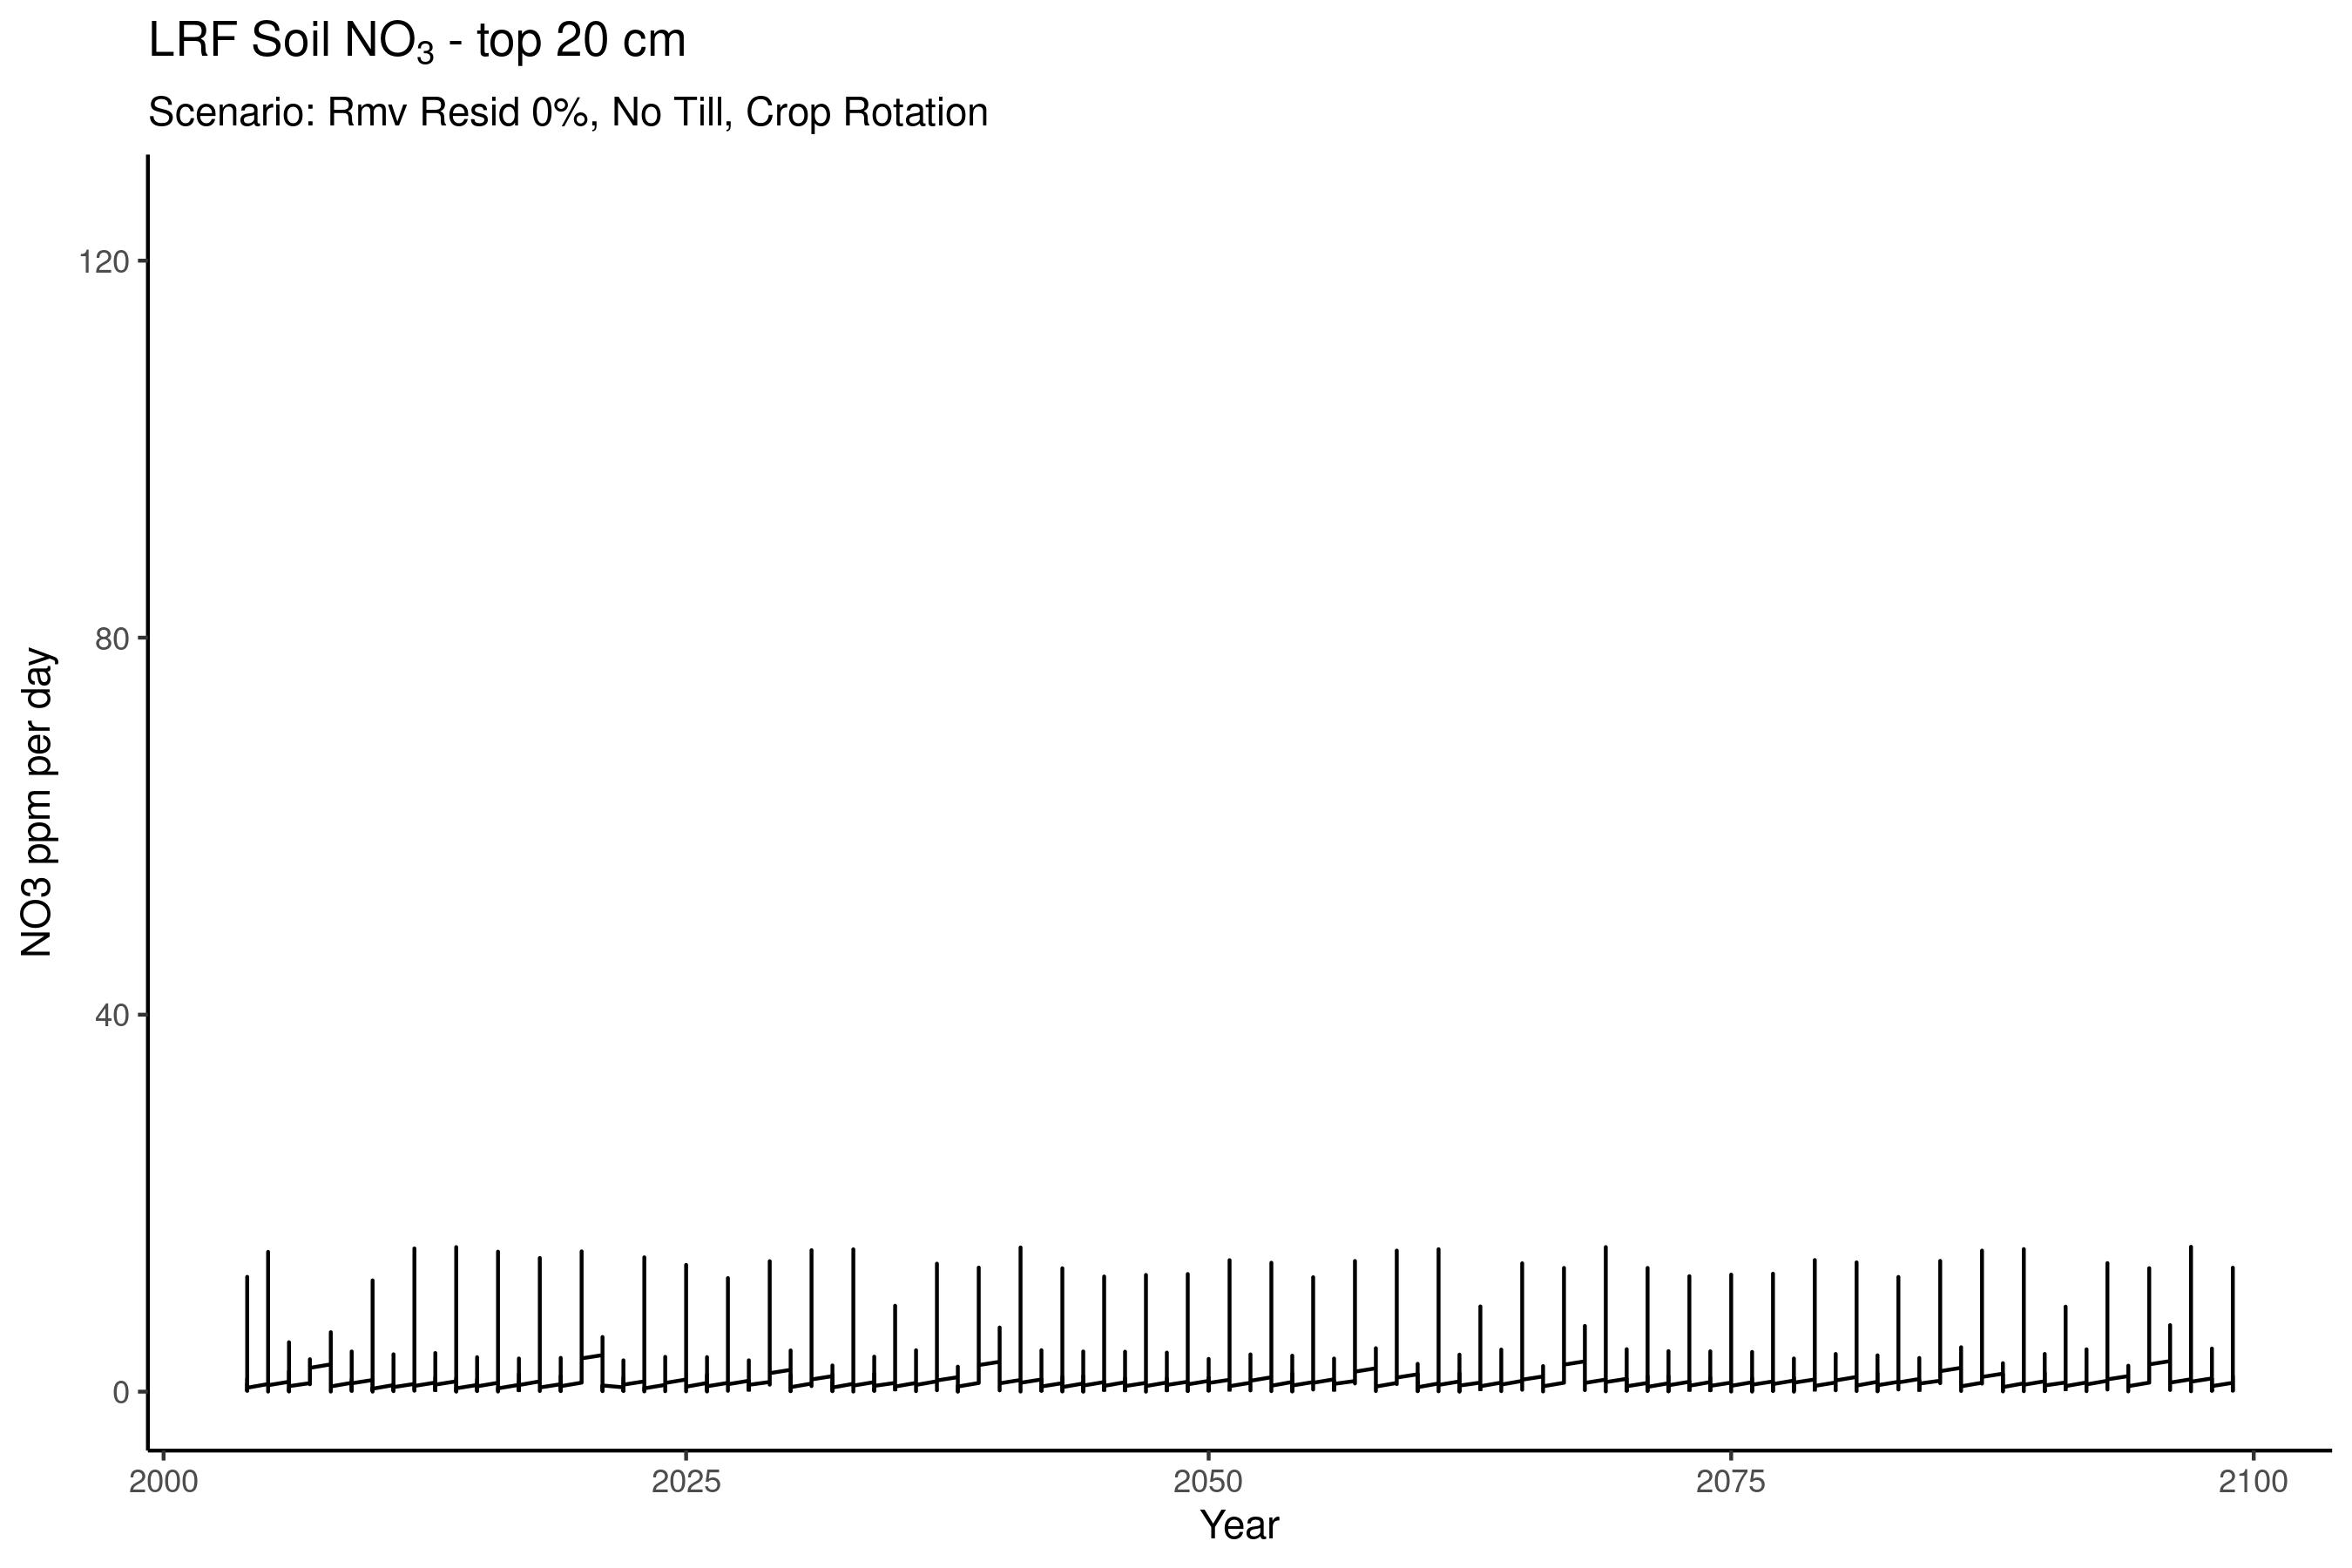 LRF Soil NO₃ - top 20 cm
Scenario: Rmv Resid 0%, No Till, Crop Rotation
NO3 ppm per day
120
80
40
0
2000 2025 2050 2075 2100
Year